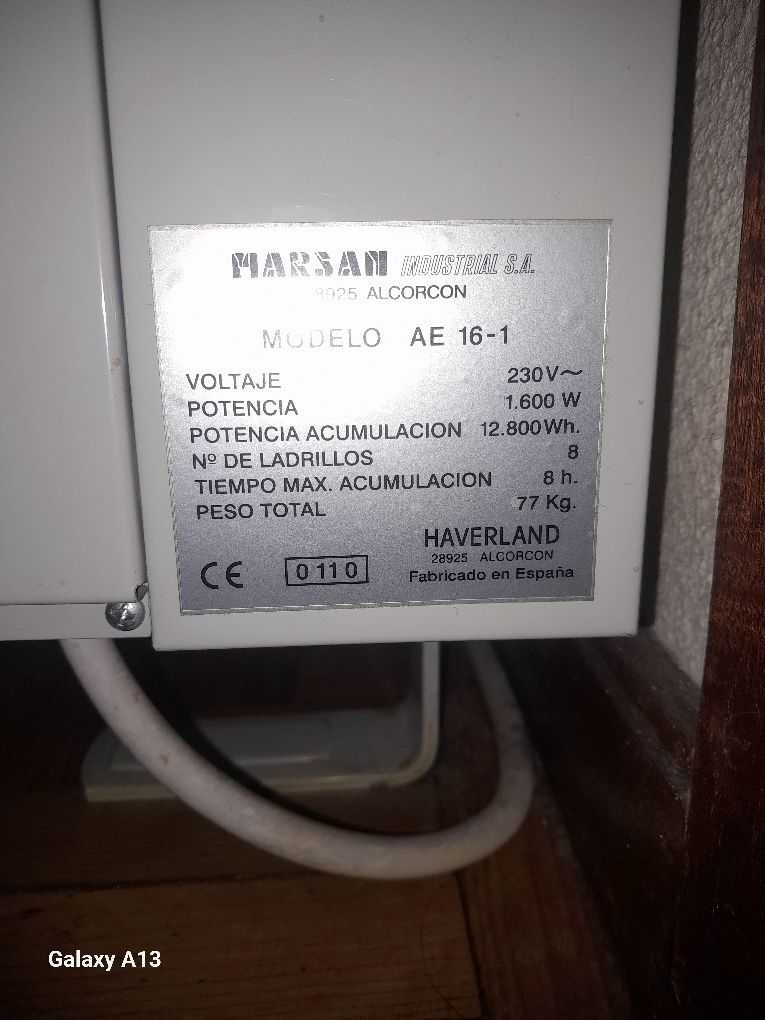 MARSAN INDUSTRIAL S.A.
28925 ALCORCON
MODELO AE 16-1
VOLTAJE 230V~
POTENCIA 1.600 W
POTENCIA ACUMULACION 12.800Wh.
Nº DE LADRILLOS 8
TIEMPO MAX. ACUMULACION 8 h.
PESO TOTAL 77 Kg.
HAVERLAND
28925 ALCORCON
CE 0110 Fabricado en España
Galaxy A13